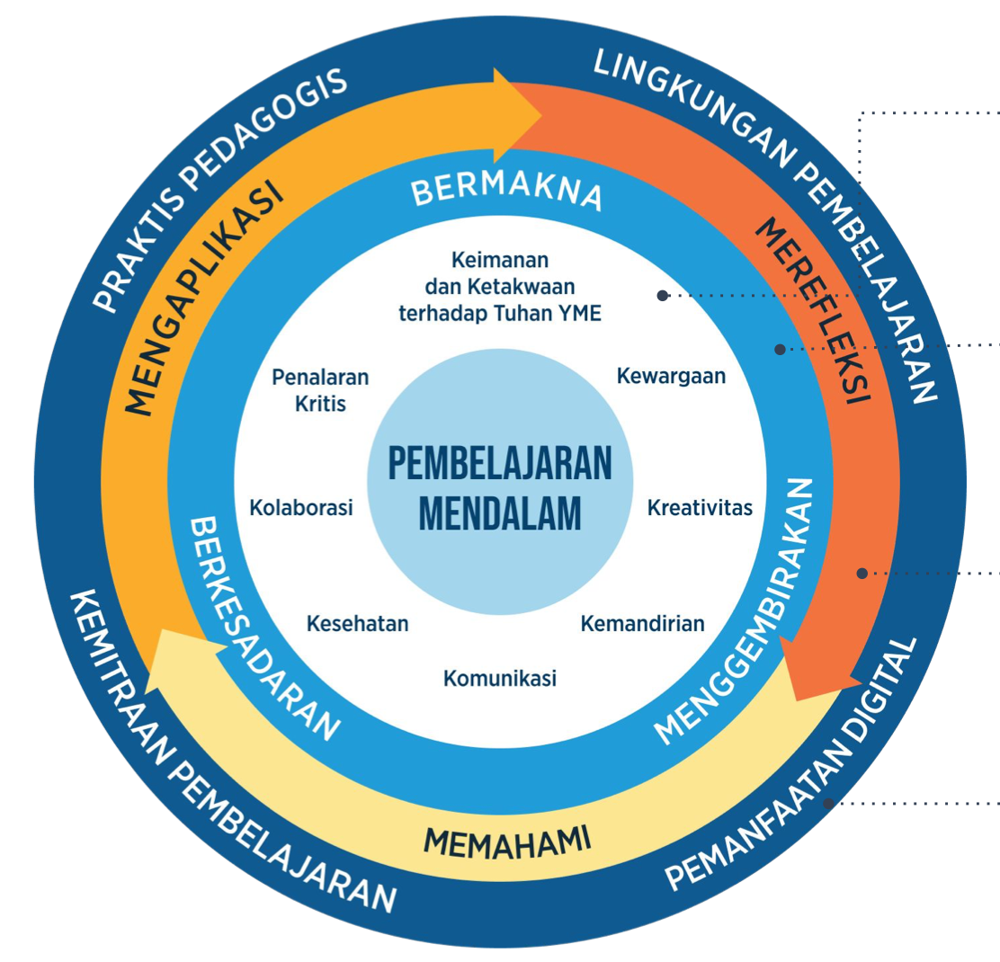 PRAKTIS PEDAGOGIS
LINGKUNGAN PEMBELAJARAN
MENGAPLIKASI
MEREFLEKSI
BERMAKNA
Keimanan
dan Ketakwaan
terhadap Tuhan YME
Penalaran
Kritis
Kewargaan
PEMBELAJARAN
MENDALAM
Kolaborasi
Kreativitas
BERKESADARAN
MENGGEMBIRAKAN
Kesehatan
Kemandirian
Komunikasi
KEMITRAAN PEMBELAJARAN
PEMANFAATAN DIGITAL
MEMAHAMI